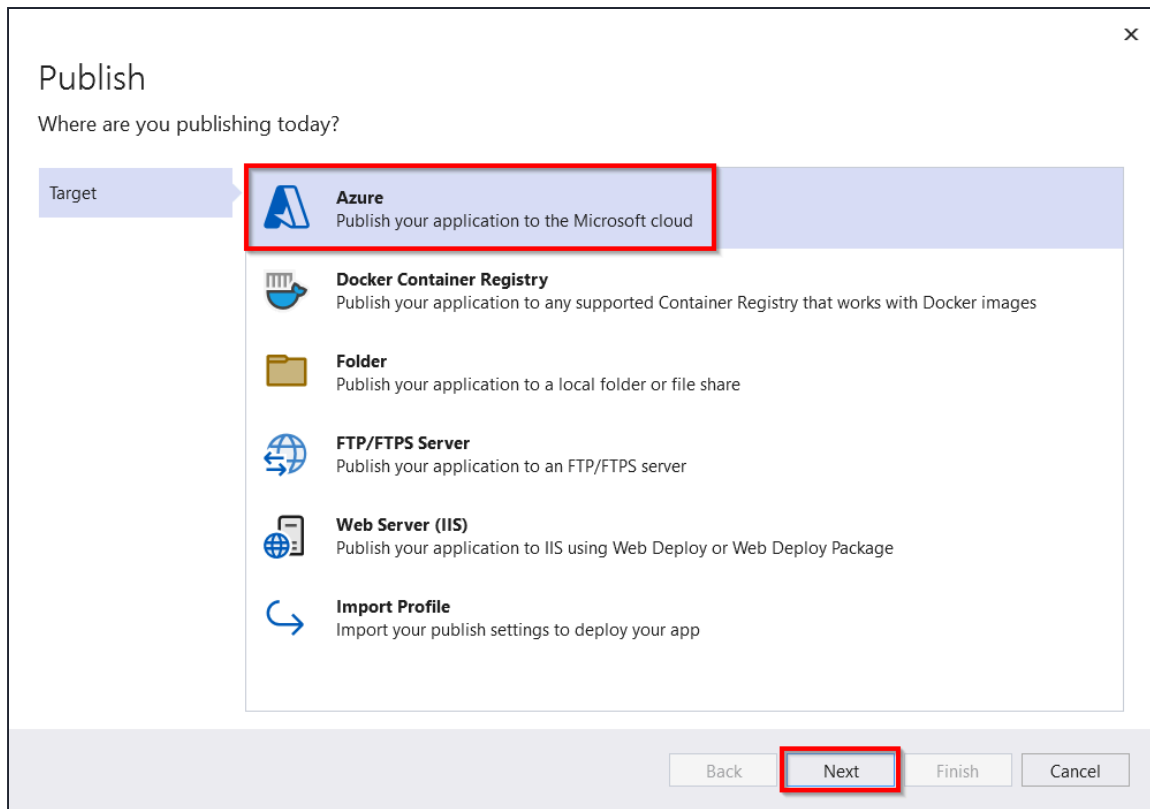 Publish
Where are you publishing today?
Target
Azure
Publish your application to the Microsoft cloud
Docker Container Registry
Publish your application to any supported Container Registry that works with Docker images
Folder
Publish your application to a local folder or file share
FTP/FTPS Server
Publish your application to an FTP/FTPS server
Web Server (IIS)
Publish your application to IIS using Web Deploy or Web Deploy Package
Import Profile
Import your publish settings to deploy your app
Back
Next
Finish
Cancel